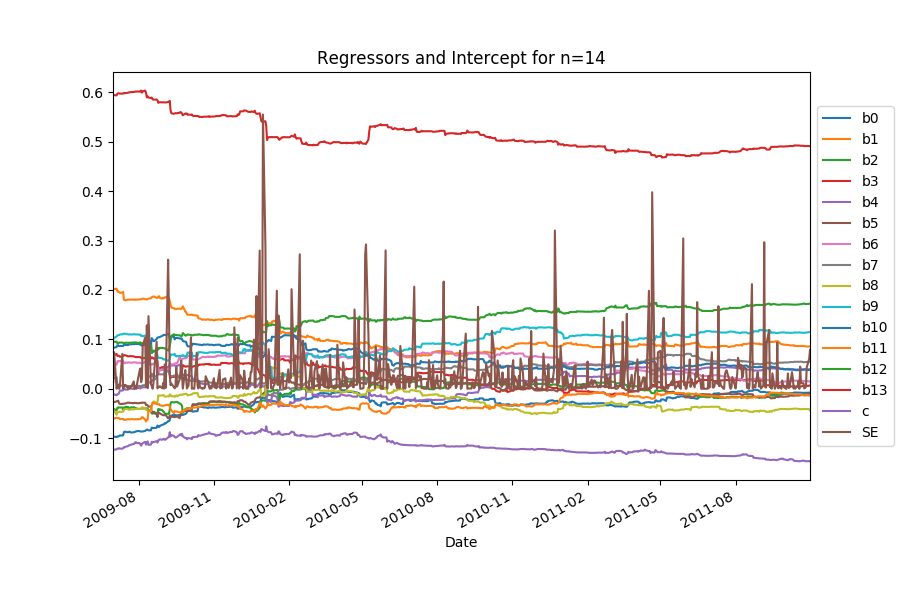 Regressors and Intercept for n=14
0.6
0.5
0.4
0.3
0.2
0.1
0.0
−0.1
2009-08
2009-11
2010-02
2010-05
2010-08
2010-11
2011-02
2011-05
2011-08
Date
b0
b1
b2
b3
b4
b5
b6
b7
b8
b9
b10
b11
b12
b13
c
SE